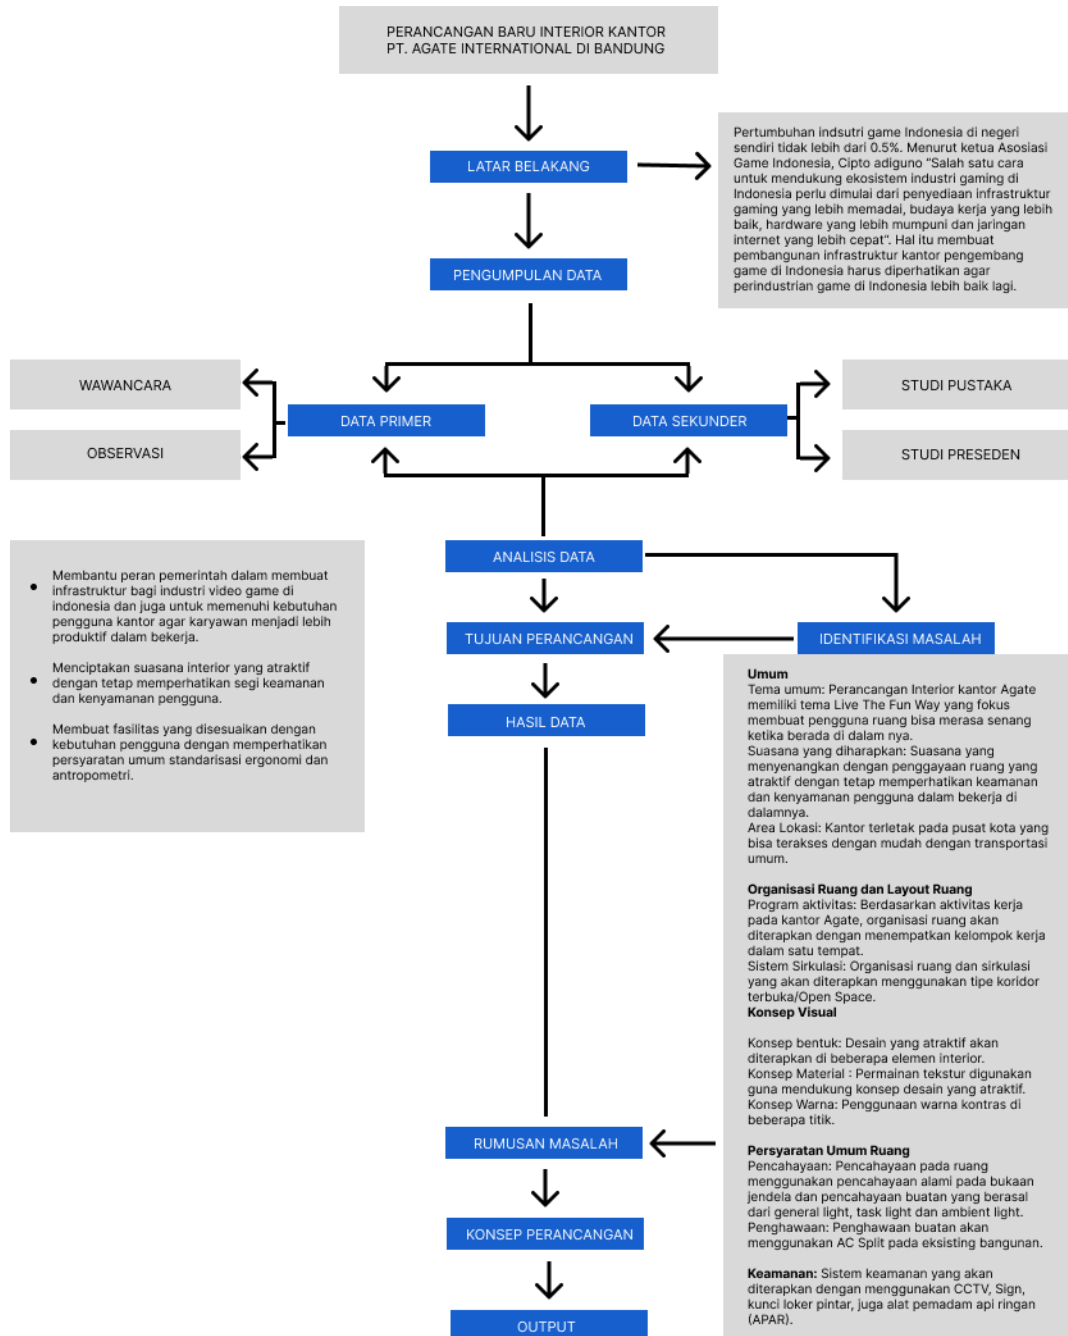 PERANCANGAN BARU INTERIOR KANTOR
PT. AGATE INTERNATIONAL DI BANDUNG
LATAR BELAKANG
Pertumbuhan indsutri game Indonesia di negeri
sendiri tidak lebih dari 0.5%. Menurut ketua Asosiasi
Game Indonesia, Cipto adiguno “Salah satu cara
untuk mendukung ekosistem industri gaming di
Indonesia perlu dimulai dari penyediaan infrastruktur
gaming yang lebih memadai, budaya kerja yang lebih
baik, hardware yang lebih mumpuni dan jaringan
internet yang lebih cepat”. Hal itu membuat
pembangunan infrastruktur kantor pengembang
game di Indonesia harus diperhatikan agar
perindustrian game di Indonesia lebih baik lagi.
PENGUMPULAN DATA
WAWANCARA
OBSERVASI
DATA PRIMER
DATA SEKUNDER
STUDI PUSTAKA
STUDI PRESEDEN
ANALISIS DATA
• Membantu peran pemerintah dalam membuat
infrastruktur bagi industri video game di
indonesia dan juga untuk memenuhi kebutuhan
pengguna kantor agar karyawan menjadi lebih
produktif dalam bekerja.
• Menciptakan suasana interior yang atraktif
dengan tetap memperhatikan segi keamanan
dan kenyamanan pengguna.
• Membuat fasilitas yang disesuaikan dengan
kebutuhan pengguna dengan memperhatikan
persyaratan umum standarisasi ergonomi dan
antropometri.
TUJUAN PERANCANGAN
IDENTIFIKASI MASALAH
HASIL DATA
Umum
Tema umum: Perancangan Interior kantor Agate
memiliki tema Live The Fun Way yang fokus
membuat pengguna ruang bisa merasa senang
ketika berada di dalam nya.
Suasana yang diharapkan: Suasana yang
menyenangkan dengan penggayaan ruang yang
atraktif dengan tetap memperhatikan keamanan
dan kenyamanan pengguna dalam bekerja di
dalamnya.
Area Lokasi: Kantor terletak pada pusat kota yang
bisa terakses dengan mudah dengan transportasi
umum.
Organisasi Ruang dan Layout Ruang
Program aktivitas: Berdasarkan aktivitas kerja
pada kantor Agate, organisasi ruang akan
diterapkan dengan menempatkan kelompok kerja
dalam satu tempat.
Sistem Sirkulasi: Organisasi ruang dan sirkulasi
yang akan diterapkan menggunakan tipe koridor
terbuka/Open Space.
Konsep Visual
Konsep bentuk: Desain yang atraktif akan
diterapkan di beberapa elemen interior.
Konsep Material : Permainan tekstur digunakan
guna mendukung konsep desain yang atraktif.
Konsep Warna: Penggunaan warna kontras di
beberapa titik.
Persyaratan Umum Ruang
Pencahayaan: Pencahayaan pada ruang
menggunakan pencahayaan alami pada bukaan
jendela dan pencahayaan buatan yang berasal
dari general light, task light dan ambient light.
Penghawaan: Penghawaan buatan akan
menggunakan AC Split pada eksisting bangunan.
Keamanan: Sistem keamanan yang akan
diterapkan dengan menggunakan CCTV, Sign,
kunci loker pintar, juga alat pemadam api ringan
(APAR).
RUMUSAN MASALAH
KONSEP PERANCANGAN
OUTPUT